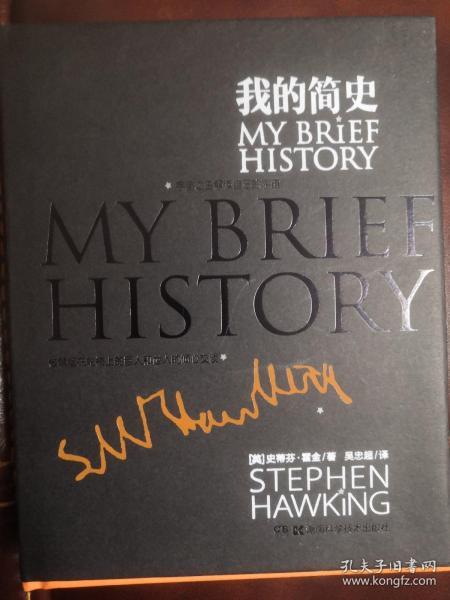 我的简史
MY BRiEF
HISTORY
MY BRIEF
HISTORY
[英]史蒂芬·霍金/著 吴忠超/译
STEPHEN
HAWKiNG
湖南科学技术出版社
孔夫子旧书网
www.kongfz.com